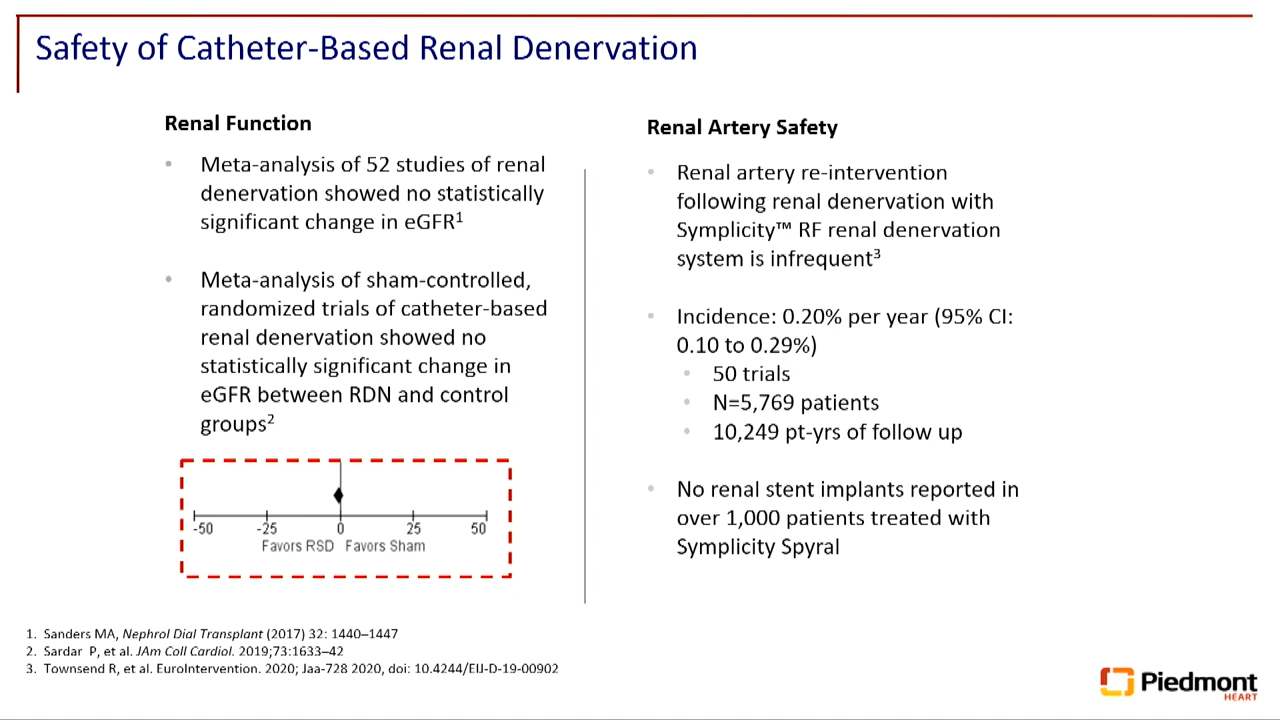 Safety of Catheter-Based Renal Denervation
Renal Function
• Meta-analysis of 52 studies of renal
denervation showed no statistically
significant change in eGFR1
• Meta-analysis of sham-controlled,
randomized trials of catheter-based
renal denervation showed no
statistically significant change in
eGFR between RDN and control
groups2
-50 -25 0 25 50
Favors RSD Favors Sham
Renal Artery Safety
• Renal artery re-intervention
following renal denervation with
Symplicity™ RF renal denervation
system is infrequent3
• Incidence: 0.20% per year (95% CI:
0.10 to 0.29%)
• 50 trials
• N=5,769 patients
• 10,249 pt-yrs of follow up
• No renal stent implants reported in
over 1,000 patients treated with
Symplicity Spyral
1. Sanders MA, Nephrol Dial Transplant (2017) 32: 1440–1447
2. Sardar P, et al. JAm Coll Cardiol. 2019;73:1633–42
3. Townsend R, et al. EuroIntervention. 2020; Jaa-728 2020, doi: 10.4244/EIJ-D-19-00902
Piedmont
HEART